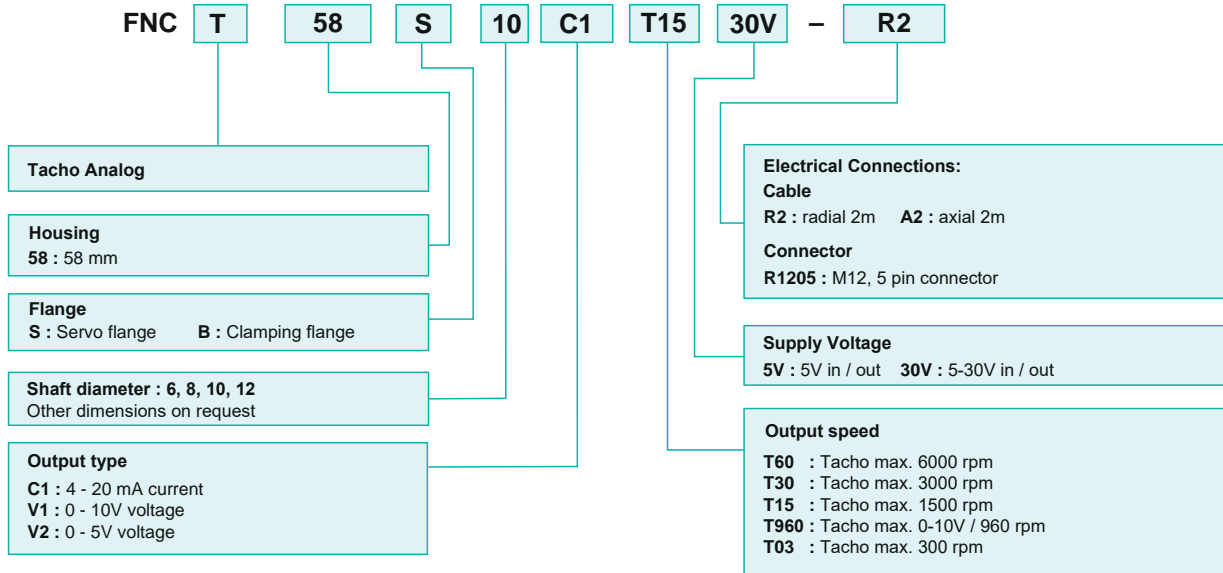 FNC T 58 S 10 C1 T15 30V – R2
Tacho Analog
Housing
58 : 58 mm
Flange
S : Servo flange B : Clamping flange
Shaft diameter : 6, 8, 10, 12
Other dimensions on request
Output type
C1 : 4 - 20 mA current
V1 : 0 - 10V voltage
V2 : 0 - 5V voltage
Electrical Connections:
Cable
R2 : radial 2m A2 : axial 2m
Connector
R1205 : M12, 5 pin connector
Supply Voltage
5V : 5V in / out 30V : 5-30V in / out
Output speed
T60 : Tacho max. 6000 rpm
T30 : Tacho max. 3000 rpm
T15 : Tacho max. 1500 rpm
T960 : Tacho max. 0-10V / 960 rpm
T03 : Tacho max. 300 rpm